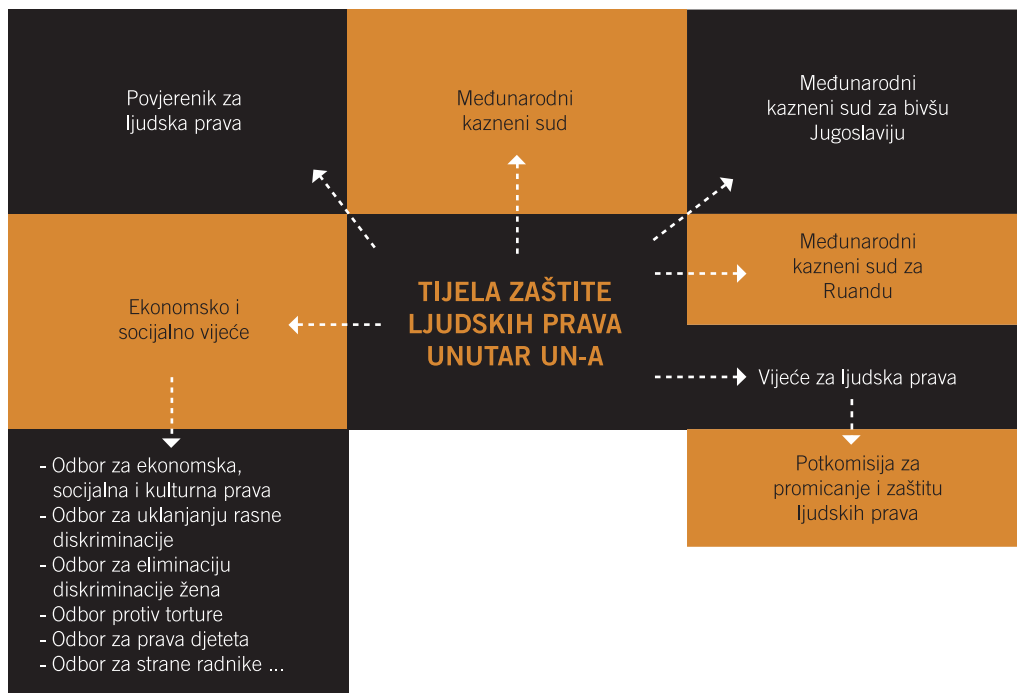 Povjerenik za
ljudska prava
Međunarodni
kazneni sud
Međunarodni
kazneni sud za bivšu
Jugoslaviju
Ekonomsko i
socijalno vijeće
TIJELA ZAŠTITE
LJUDSKIH PRAVA
UNUTAR UN-A
Međunarodni
kazneni sud za
Ruandu
Vijeće za ljudska prava
- Odbor za ekonomska,
socijalna i kulturna prava
- Odbor za uklanjanju rasne
diskriminacije
- Odbor za eliminaciju
diskriminacije žena
- Odbor protiv torture
- Odbor za prava djeteta
- Odbor za strane radnike ...
Potkomisija za
promicanje i zaštitu
ljudskih prava